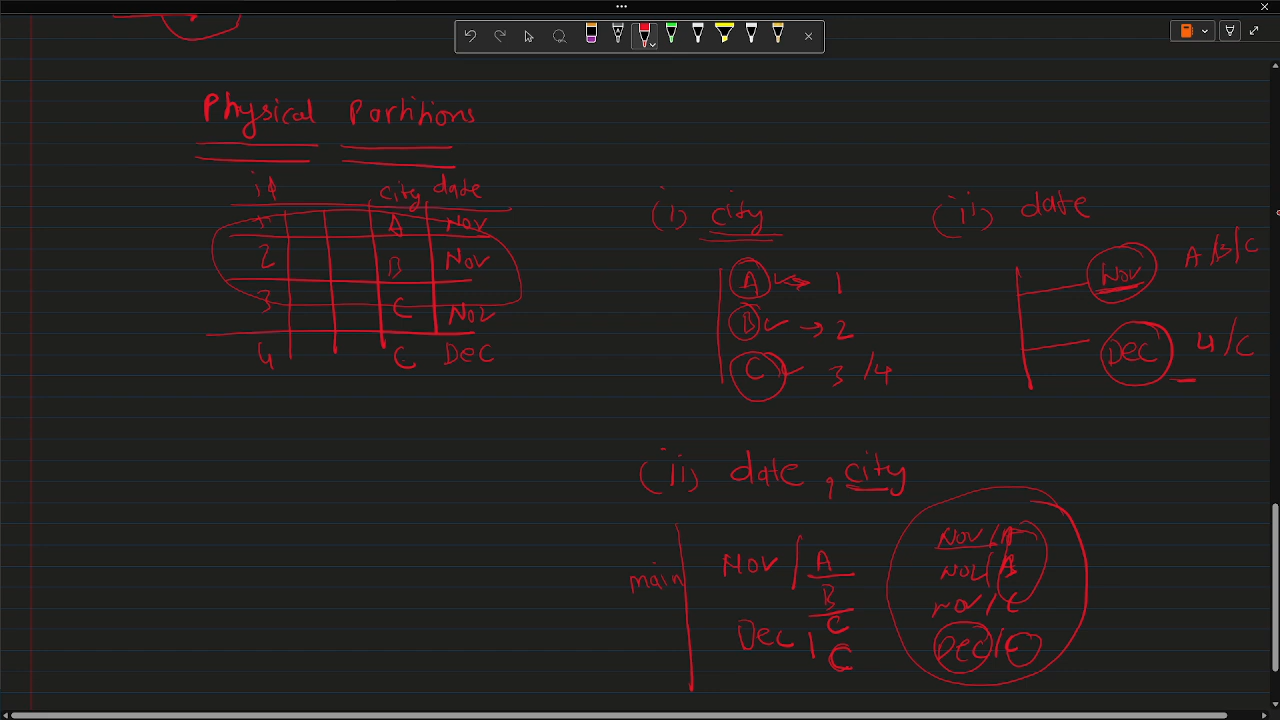 Physical Partitions
id city date
1 A Nov
2 B Nov
3 C Nov
4 C Dec
(i) city
A 1
B → 2
C 3/4
(ii) date
Nov A/B/C
Dec 4/C
(ii) date, city
main
Nov | A
B
C
Dec | C
Nov/A
Nov/B
Nov/C
Dec/C